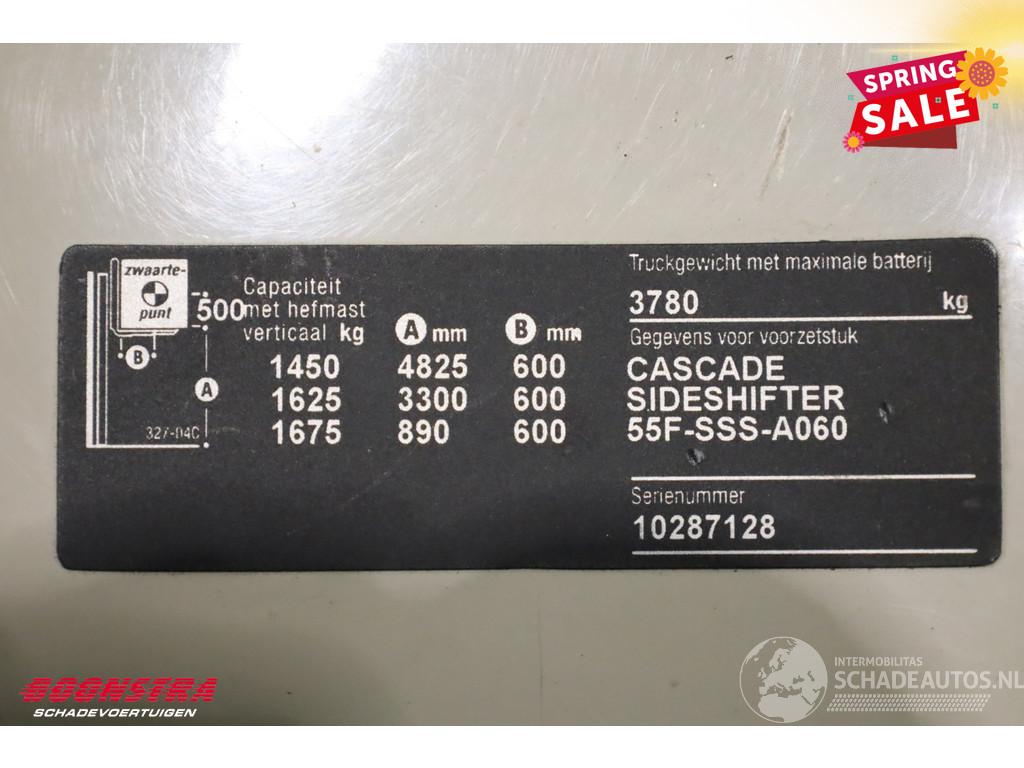 SPRING
SALE
zwaarte-
punt
500
B
A
327-04C
Capaciteit
met hefmast
verticaal kg
A mm
B mm
1450 4825 600
1625 3300 600
1675 890 600
Truckgewicht met maximale batterij
3780 kg
Gegevens voor voorzetstuk
CASCADE
SIDESHIFTER
55F-SSS-A060
Serienummer
10287128
BOONSTRA
SCHADEVOERTUIGEN
INTERMOBILITAS
SCHADEAUTOS.NL